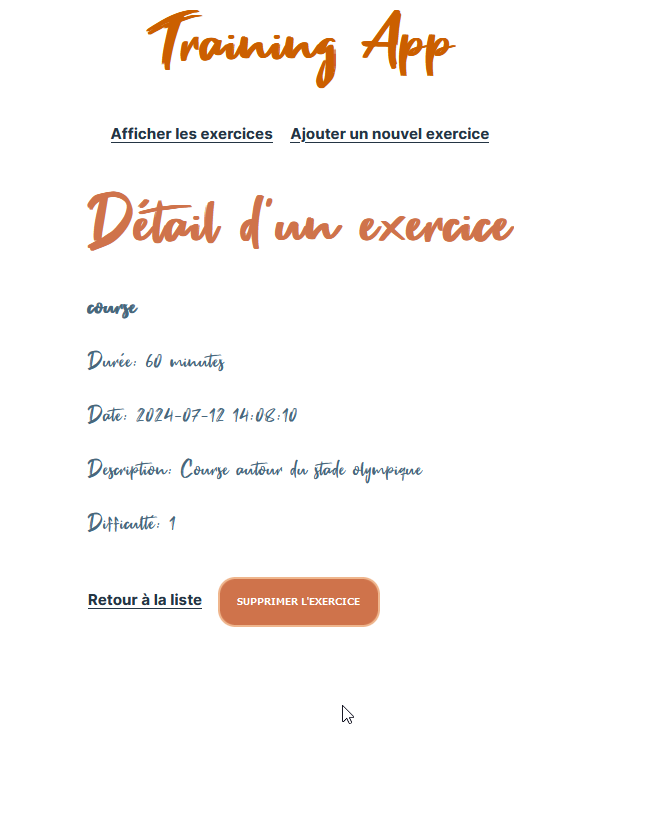 Training App
Afficher les exercices Ajouter un nouvel exercice
Détail d'un exercice
course
Durée: 60 minutes
Date: 2024-07-12 14:08:10
Description: Course autour du stade olympique
Difficulté: 1
Retour à la liste SUPPRIMER L'EXERCICE